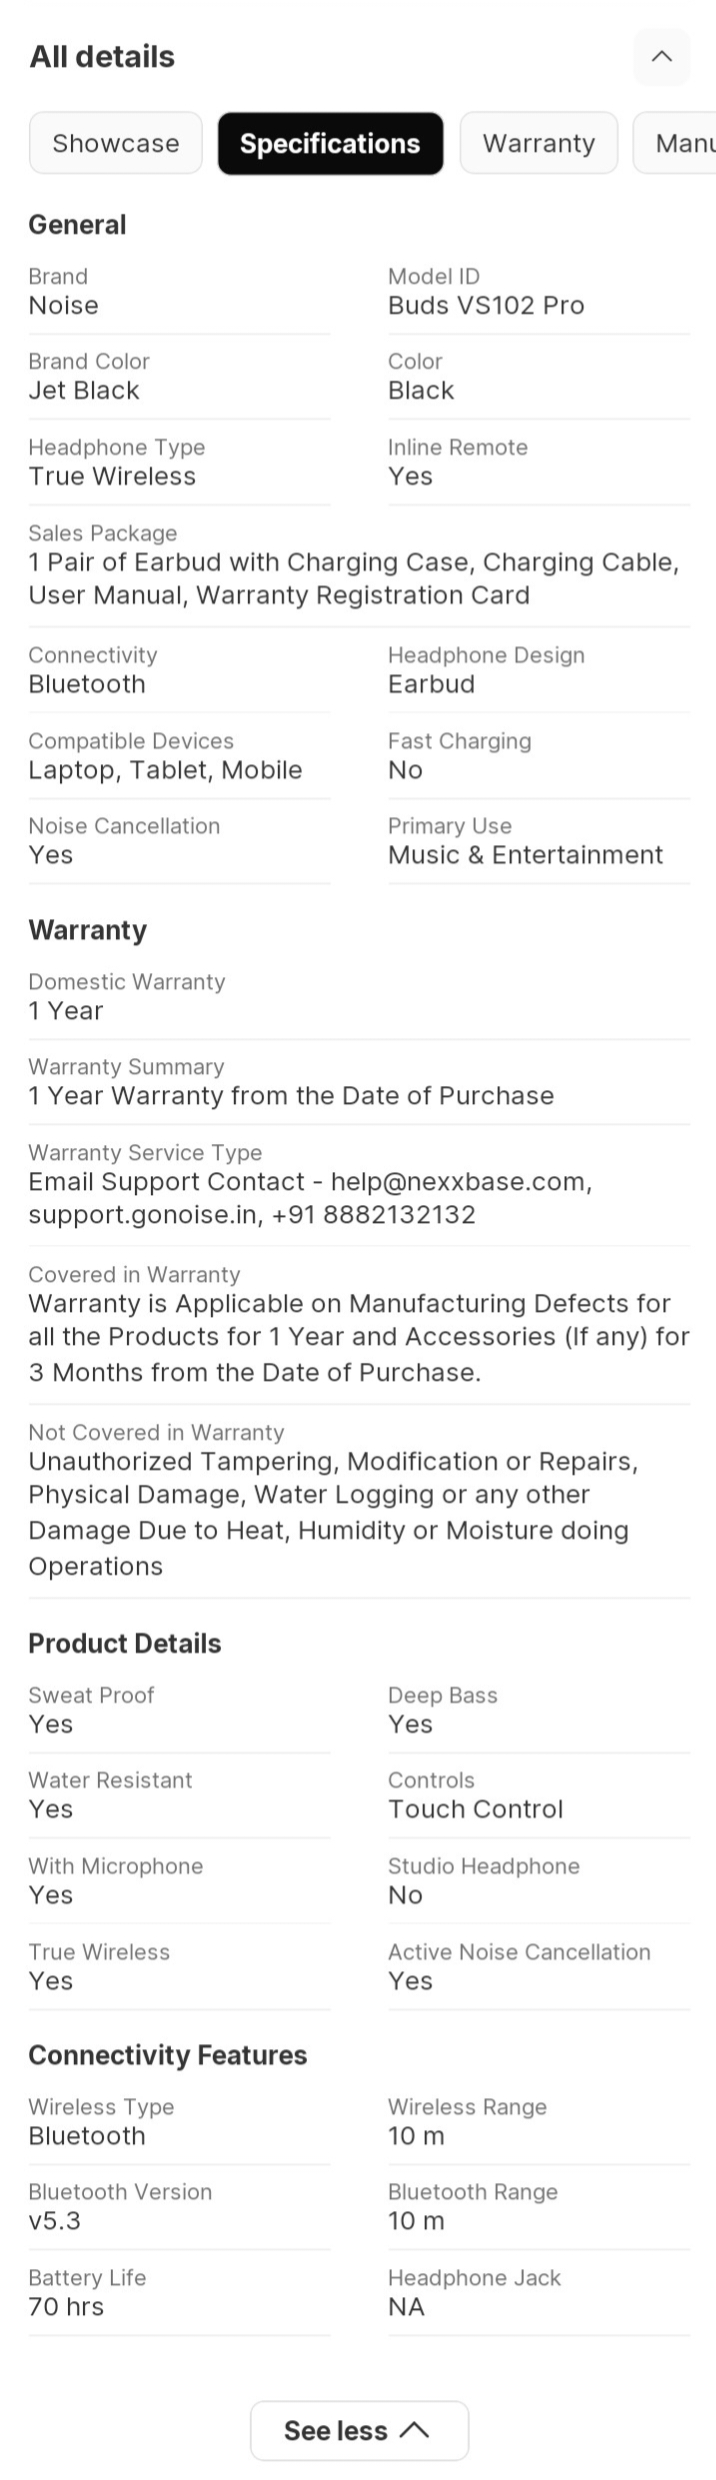 All details
Showcase
Specifications
Warranty
Manu
General
Brand
Noise
Model ID
Buds VS102 Pro
Brand Color
Jet Black
Color
Black
Headphone Type
True Wireless
Inline Remote
Yes
Sales Package
1 Pair of Earbud with Charging Case, Charging Cable,
User Manual, Warranty Registration Card
Connectivity
Bluetooth
Headphone Design
Earbud
Compatible Devices
Laptop, Tablet, Mobile
Fast Charging
No
Noise Cancellation
Yes
Primary Use
Music & Entertainment
Warranty
Domestic Warranty
1 Year
Warranty Summary
1 Year Warranty from the Date of Purchase
Warranty Service Type
Email Support Contact - help@nexxbase.com,
support.gonoise.in, +91 8882132132
Covered in Warranty
Warranty is Applicable on Manufacturing Defects for
all the Products for 1 Year and Accessories (If any) for
3 Months from the Date of Purchase.
Not Covered in Warranty
Unauthorized Tampering, Modification or Repairs,
Physical Damage, Water Logging or any other
Damage Due to Heat, Humidity or Moisture doing
Operations
Product Details
Sweat Proof
Yes
Deep Bass
Yes
Water Resistant
Yes
Controls
Touch Control
With Microphone
Yes
Studio Headphone
No
True Wireless
Yes
Active Noise Cancellation
Yes
Connectivity Features
Wireless Type
Bluetooth
Wireless Range
10 m
Bluetooth Version
v5.3
Bluetooth Range
10 m
Battery Life
70 hrs
Headphone Jack
NA
See less